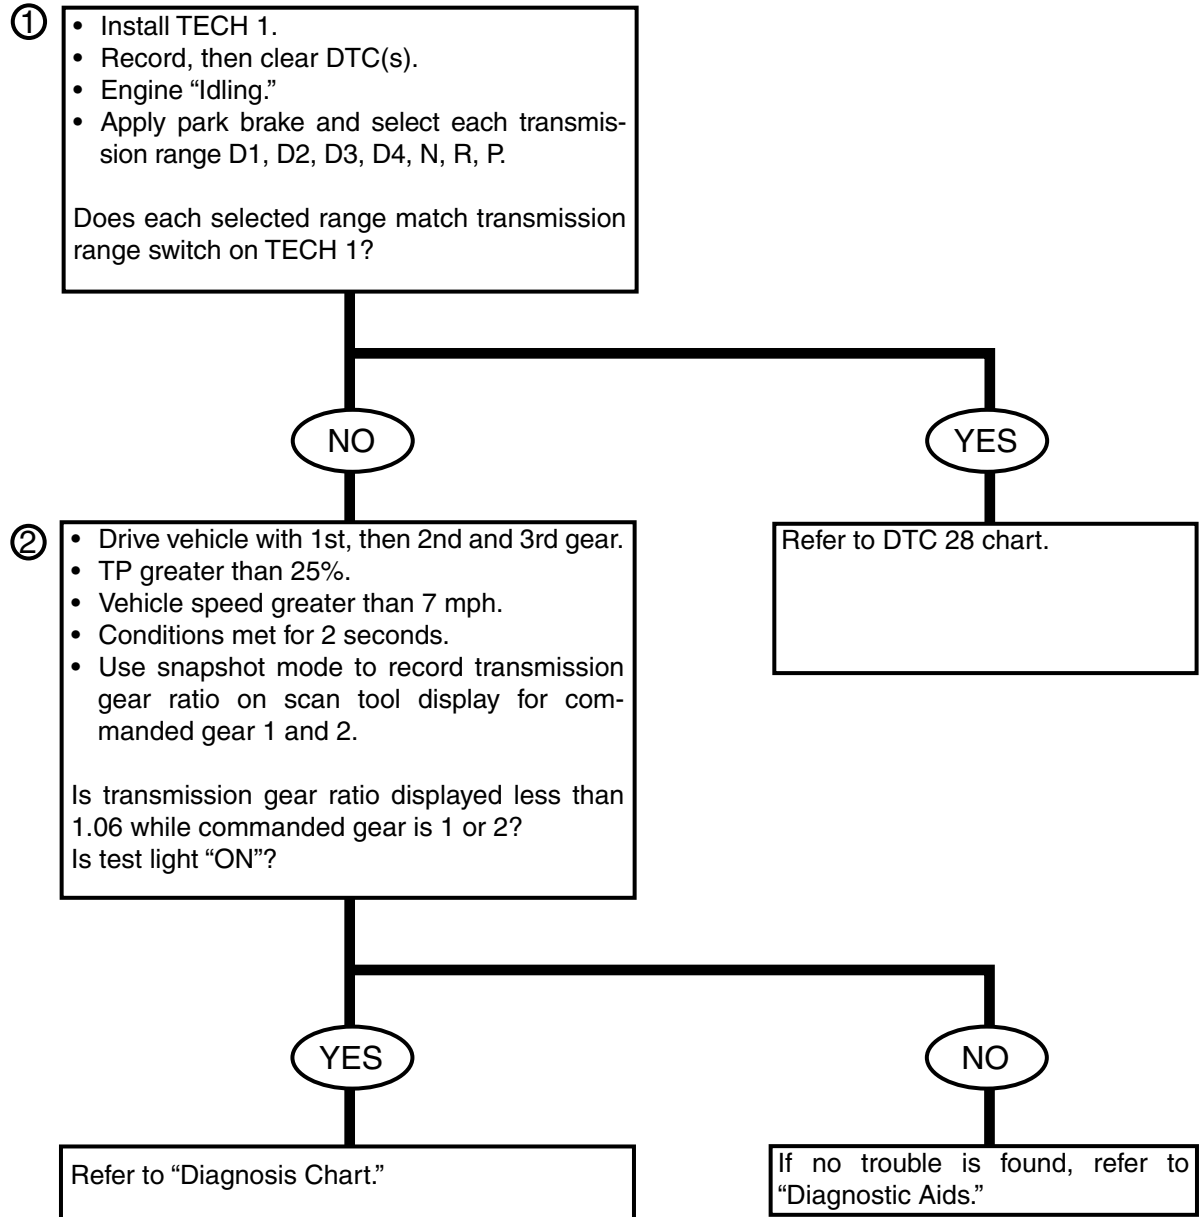 1
• Install TECH 1.
• Record, then clear DTC(s).
• Engine “Idling.”
• Apply park brake and select each transmis-
sion range D1, D2, D3, D4, N, R, P.
Does each selected range match transmission
range switch on TECH 1?
NO
YES
2
• Drive vehicle with 1st, then 2nd and 3rd gear.
• TP greater than 25%.
• Vehicle speed greater than 7 mph.
• Conditions met for 2 seconds.
• Use snapshot mode to record transmission
gear ratio on scan tool display for com-
manded gear 1 and 2.
Is transmission gear ratio displayed less than
1.06 while commanded gear is 1 or 2?
Is test light “ON”?
Refer to DTC 28 chart.
YES
NO
Refer to “Diagnosis Chart.”
If no trouble is found, refer to
“Diagnostic Aids.”